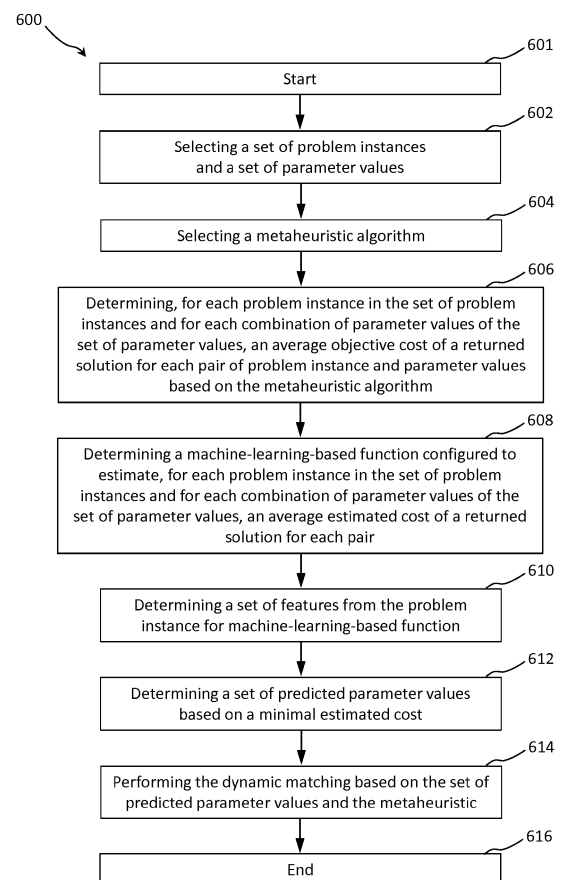 600
601
Start
602
Selecting a set of problem instances
and a set of parameter values
604
Selecting a metaheuristic algorithm
606
Determining, for each problem instance in the set of problem
instances and for each combination of parameter values of the
set of parameter values, an average objective cost of a returned
solution for each pair of problem instance and parameter values
based on the metaheuristic algorithm
608
Determining a machine-learning-based function configured to
estimate, for each problem instance in the set of problem
instances and for each combination of parameter values of the
set of parameter values, an average estimated cost of a returned
solution for each pair
610
Determining a set of features from the problem
instance for machine-learning-based function
612
Determining a set of predicted parameter values
based on a minimal estimated cost
614
Performing the dynamic matching based on the set of
predicted parameter values and the metaheuristic
616
End